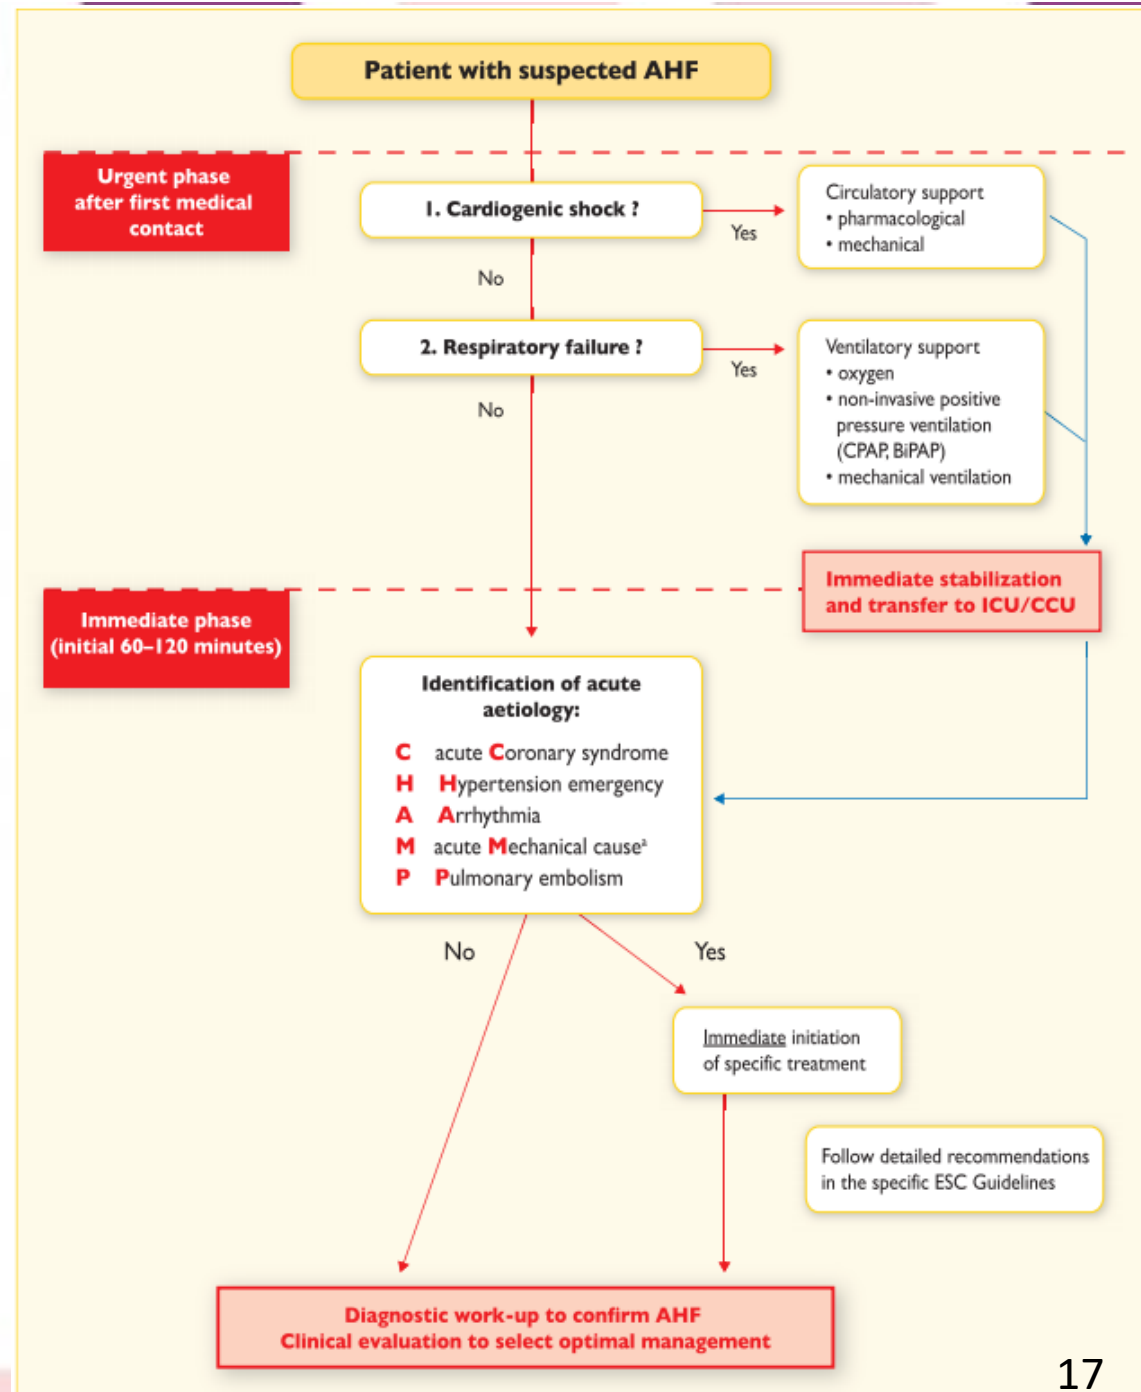 Patient with suspected AHF
Urgent phase
after first medical
contact
1. Cardiogenic shock ?
Yes
Circulatory support
• pharmacological
• mechanical
No
2. Respiratory failure ?
Yes
Ventilatory support
• oxygen
• non-invasive positive
pressure ventilation
(CPAP, BiPAP)
• mechanical ventilation
No
Immediate stabilization
and transfer to ICU/CCU
Immediate phase
(initial 60–120 minutes)
Identification of acute
aetiology:
C acute Coronary syndrome
H Hypertension emergency
A Arrhythmia
M acute Mechanical causeᵃ
P Pulmonary embolism
No
Yes
Immediate initiation
of specific treatment
Follow detailed recommendations
in the specific ESC Guidelines
Diagnostic work-up to confirm AHF
Clinical evaluation to select optimal management
17